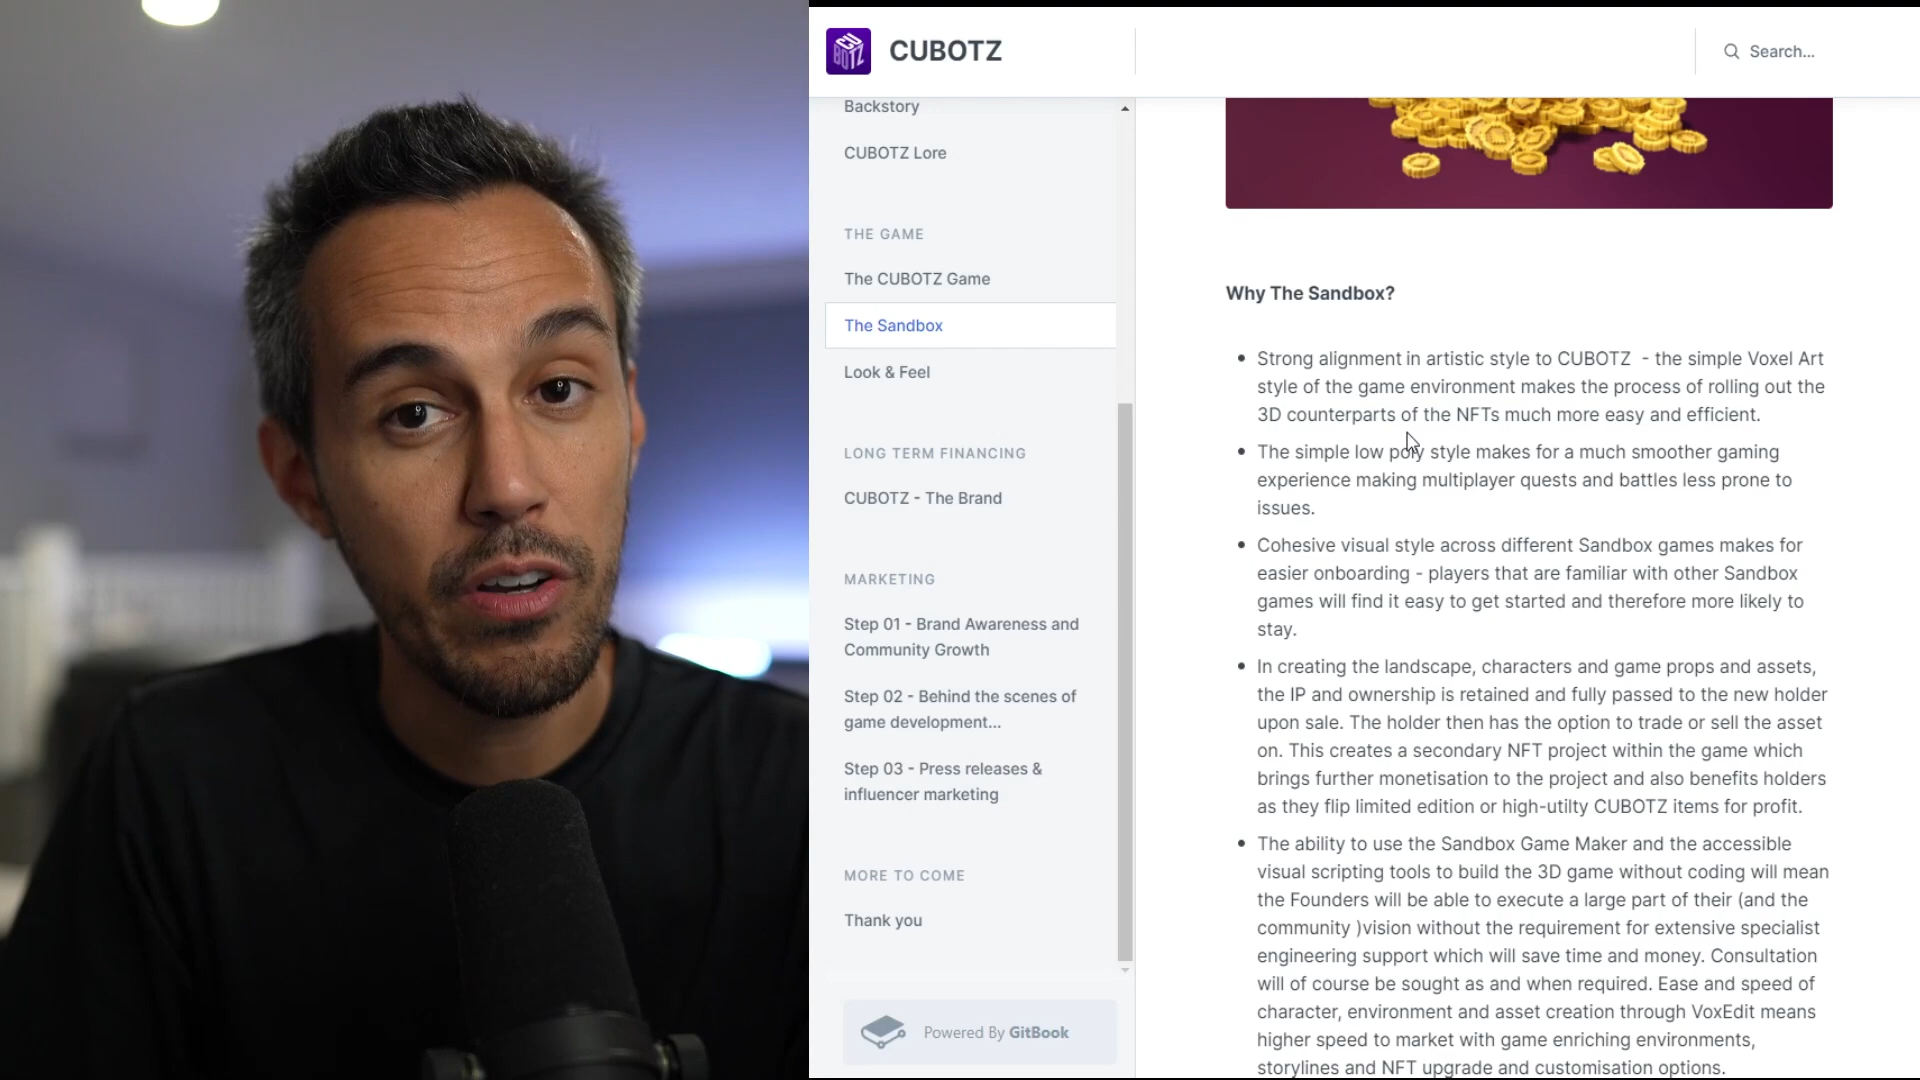 CUBOTZ
Search...
Backstory
CUBOTZ Lore
THE GAME
The CUBOTZ Game
The Sandbox
Look & Feel
LONG TERM FINANCING
CUBOTZ - The Brand
MARKETING
Step 01 - Brand Awareness and
Community Growth
Step 02 - Behind the scenes of
game development...
Step 03 - Press releases &
influencer marketing
MORE TO COME
Thank you
Powered By GitBook
Why The Sandbox?
• Strong alignment in artistic style to CUBOTZ  - the simple Voxel Art
style of the game environment makes the process of rolling out the
3D counterparts of the NFTs much more easy and efficient.
• The simple low poly style makes for a much smoother gaming
experience making multiplayer quests and battles less prone to
issues.
• Cohesive visual style across different Sandbox games makes for
easier onboarding - players that are familiar with other Sandbox
games will find it easy to get started and therefore more likely to
stay.
• In creating the landscape, characters and game props and assets,
the IP and ownership is retained and fully passed to the new holder
upon sale. The holder then has the option to trade or sell the asset
on. This creates a secondary NFT project within the game which
brings further monetisation to the project and also benefits holders
as they flip limited edition or high-utilty CUBOTZ items for profit.
• The ability to use the Sandbox Game Maker and the accessible
visual scripting tools to build the 3D game without coding will mean
the Founders will be able to execute a large part of their (and the
community )vision without the requirement for extensive specialist
engineering support which will save time and money. Consultation
will of course be sought as and when required. Ease and speed of
character, environment and asset creation through VoxEdit means
higher speed to market with game enriching environments,
storylines and NFT upgrade and customisation options.